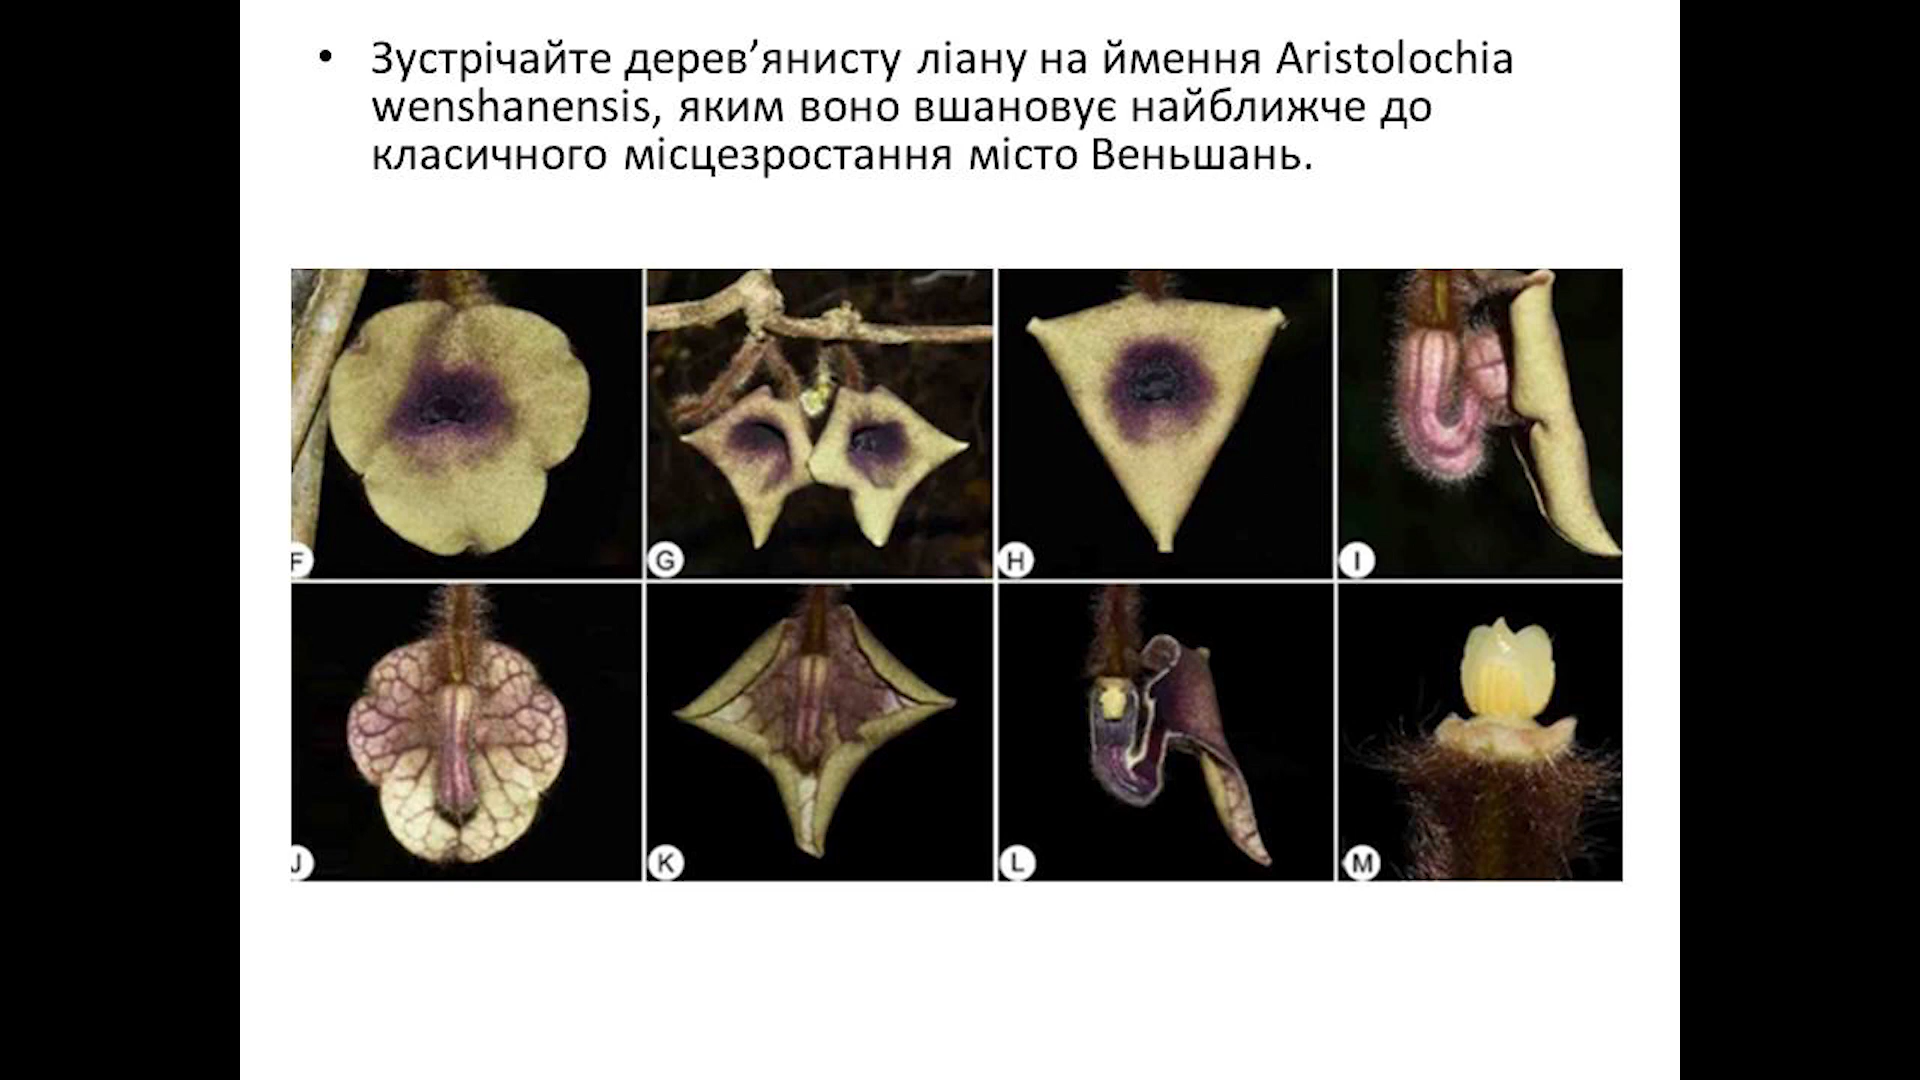 • Зустрічайте дерев’янисту ліану на ймення Aristolochia
wenshanensis, яким воно вшановує найближче до
класичного місцезростання місто Веньшань.
F G H I
J K L M